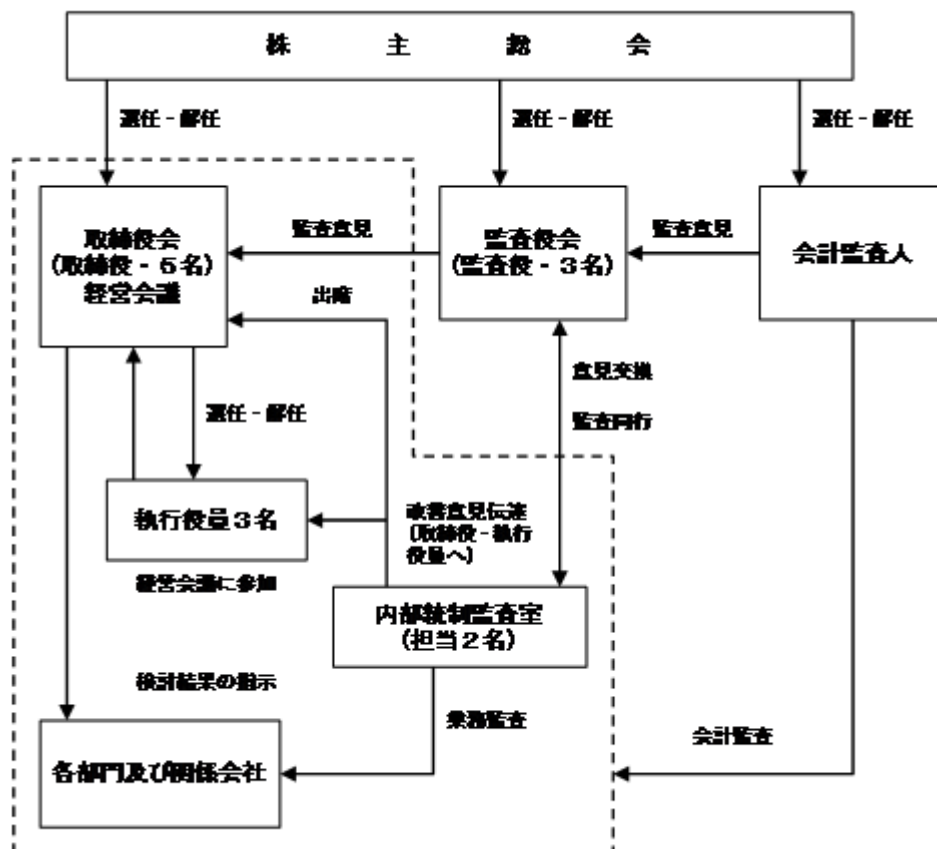 株主総会
選任‐解任
選任‐解任
選任‐解任
取締役会
(取締役‐5名)
経営会議
監査意見
監査役会
(監査役‐3名)
監査意見
会計監査人
出席
意見交換
監査同行
選任‐解任
執行役員3名
改善意見伝達
(取締役‐執行
役員へ)
経営会議に参加
内部統制監査室
(担当2名)
検討結果の指示
業務監査
会計監査
各部門及び関係会社